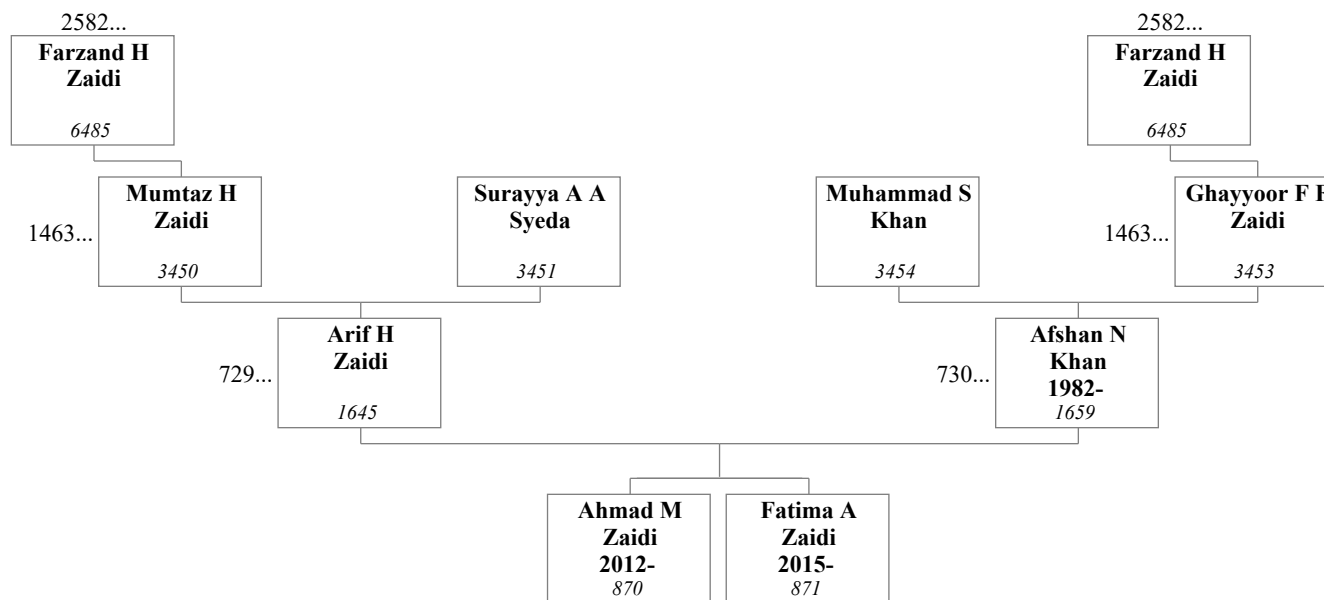 2582...
Farzand H
Zaidi
6485
2582...
Farzand H
Zaidi
6485
1463...
Mumtaz H
Zaidi
3450
Surayya A A
Syeda
3451
Muhammad S
Khan
3454
1463...
Ghayyoor F
Zaidi
3453
729...
Arif H
Zaidi
1645
730...
Afshan N
Khan
1982-
1659
Ahmad M
Zaidi
2012-
870
Fatima A
Zaidi
2015-
871